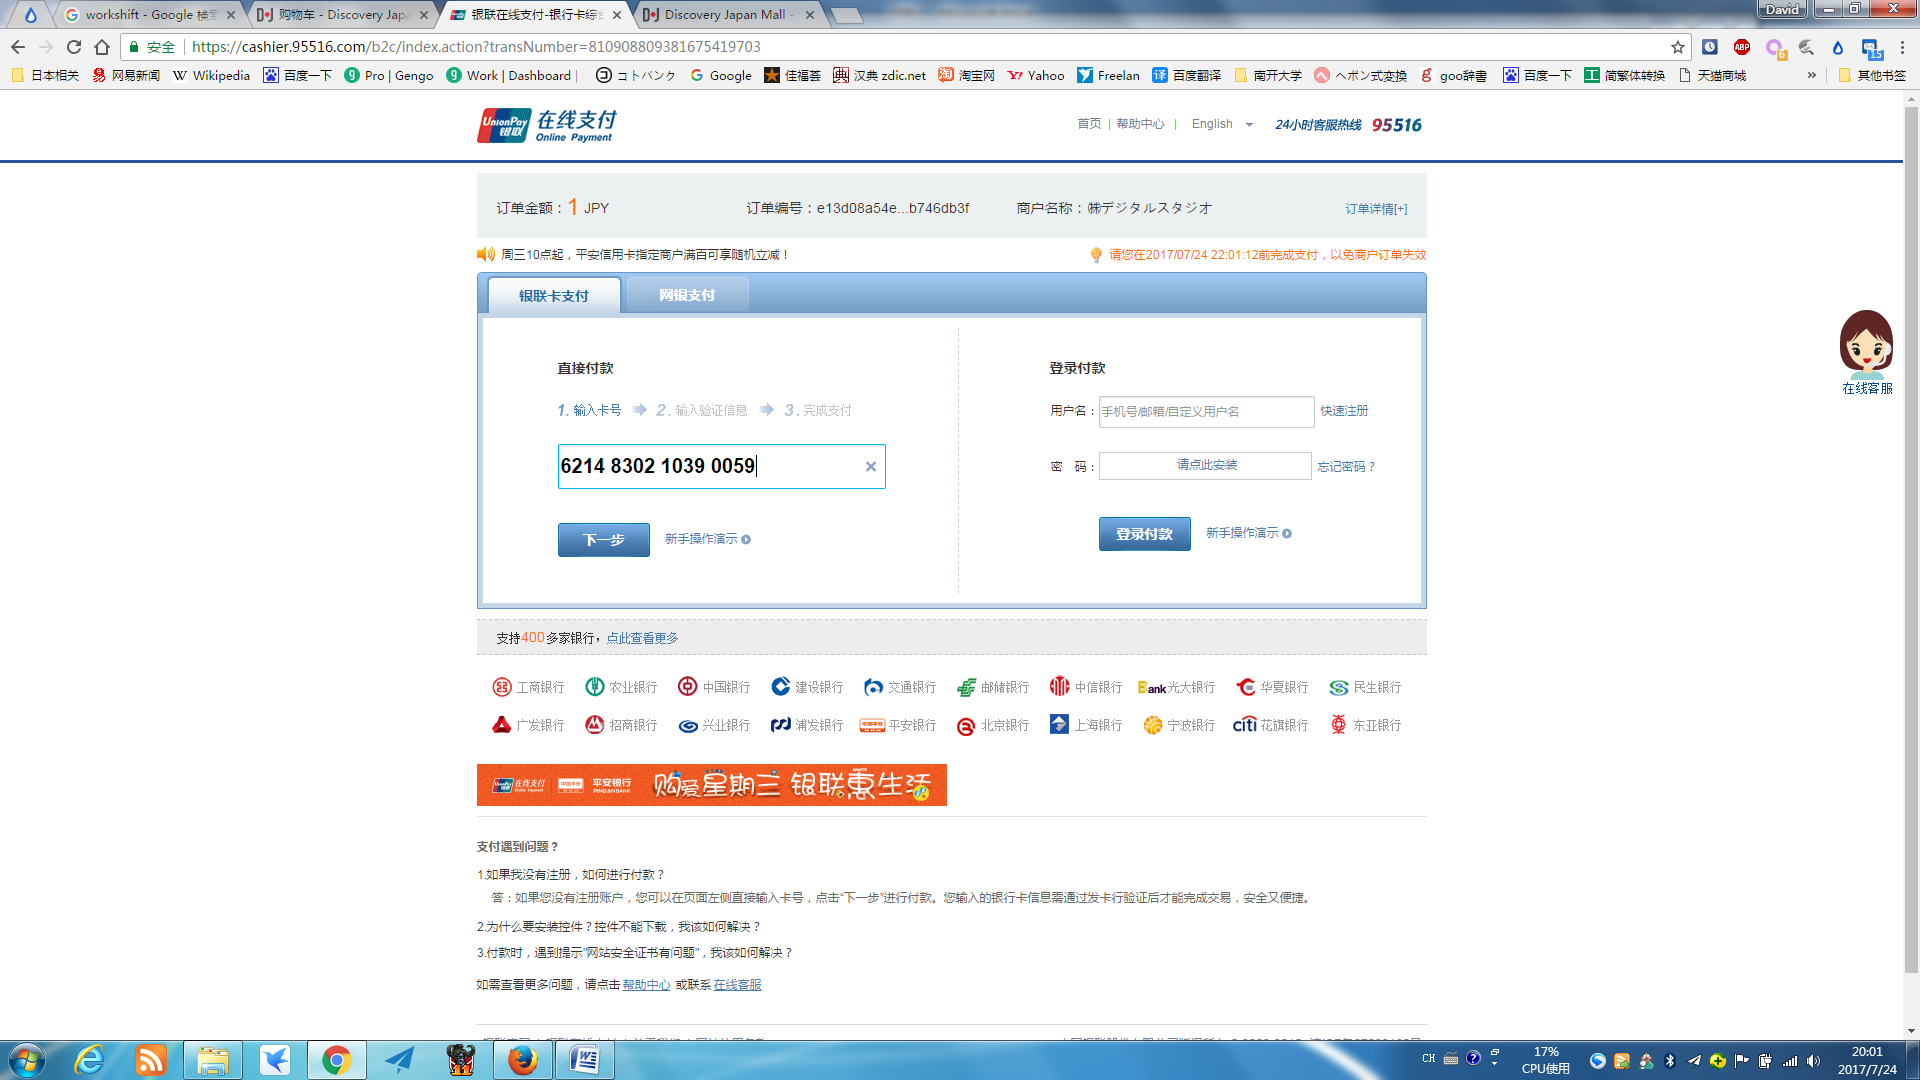 workshift - Google 検索
购物车 - Discovery Japa
银联在线支付-银行卡综合
Discovery Japan Mall -
David
安全 https://cashier.95516.com/b2c/index.action?transNumber=810908809381675419703
日本相关 网易新闻 Wikipedia 百度一下 Pro | Gengo Work | Dashboard | コトバンク Google 佳福荟 汉典 zdic.net 淘宝网 Yahoo Freelan 百度翻译 南开大学 ヘボン式变换 goo辞書 百度一下 简繁体转换 天猫商城 » 其他书签
UnionPay 银联 在线支付 Online Payment
首页 | 帮助中心 | English 24小时客服热线 95516
订单金额：1 JPY 订单编号：e13d08a54e...b746db3f 商户名称：㈱デジタルスタジオ 订单详情[+]
周三10点起，平安信用卡指定商户满百可享随机立减！ 请您在2017/07/24 22:01:12前完成支付，以免商户订单失效
银联卡支付 网银支付
直接付款
1. 输入卡号 2. 输入验证信息 3. 完成支付
6214 8302 1039 0059
下一步 新手操作演示
登录付款
用户名： 手机号/邮箱/自定义用户名 快速注册
密 码： 请点此安装 忘记密码？
登录付款 新手操作演示
在线客服
支持400多家银行，点此查看更多
工商银行 农业银行 中国银行 建设银行 交通银行 邮储银行 中信银行 Bank光大银行 华夏银行 民生银行
广发银行 招商银行 兴业银行 浦发银行 平安银行 北京银行 上海银行 宁波银行 citi花旗银行 东亚银行
在线支付 平安银行 PING AN BANK 购爱星期三 银联惠生活
支付遇到问题？
1.如果我没有注册，如何进行付款？
答：如果您没有注册账户，您可以在页面左侧直接输入卡号，点击“下一步”进行付款。您输入的银行卡信息需通过发卡行验证后才能完成交易，安全又便捷。
2.为什么要安装控件？控件不能下载，我该如何解决？
3.付款时，遇到提示"网站安全证书有问题"，我该如何解决？
如需查看更多问题，请点击 帮助中心 或联系 在线客服
CH
17%
CPU使用
20:01
2017/7/24